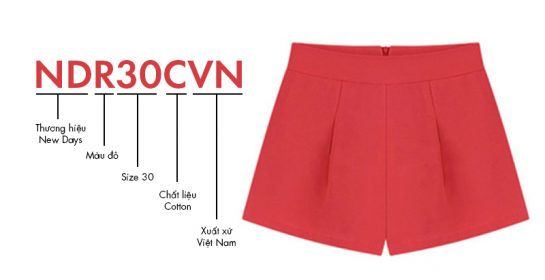 NDR30CVN
Thương hiệu
New Days
Màu đỏ
Size 30
Chất liệu
Cotton
Xuất xứ
Việt Nam